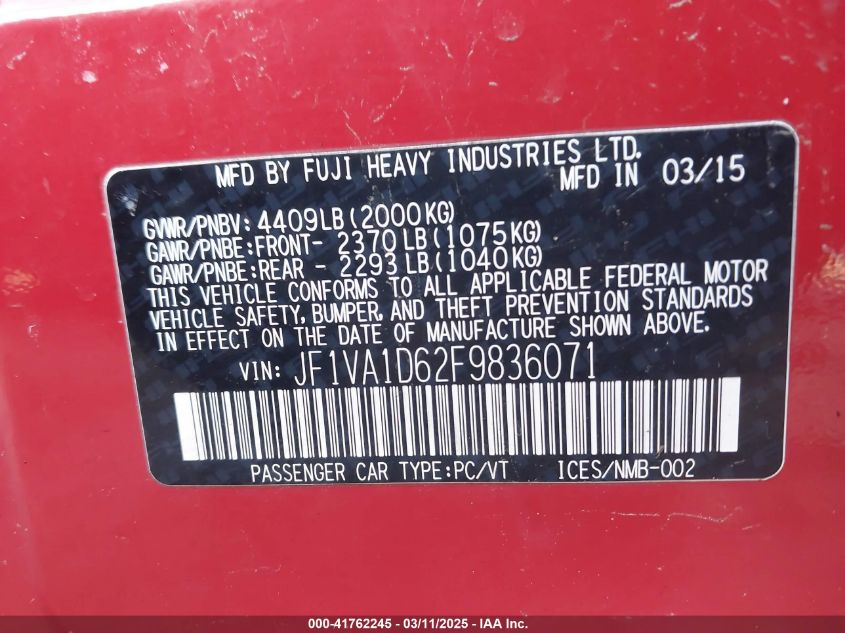 MFD BY FUJI HEAVY INDUSTRIES LTD.
MFD IN 03/15
GVWR/PNBV: 4409LB(2000KG)
GAWR/PNBE:FRONT- 2370LB(1075KG)
GAWR/PNBE:REAR - 2293LB(1040KG)
THIS VEHICLE CONFORMS TO ALL APPLICABLE FEDERAL MOTOR
VEHICLE SAFETY, BUMPER, AND THEFT PREVENTION STANDARDS
IN EFFECT ON THE DATE OF MANUFACTURE SHOWN ABOVE.
VIN: JF1VA1D62F9836071
PASSENGER CAR TYPE:PC/VT ICES/NMB-002
000-41762245 - 03/11/2025 - IAA Inc.